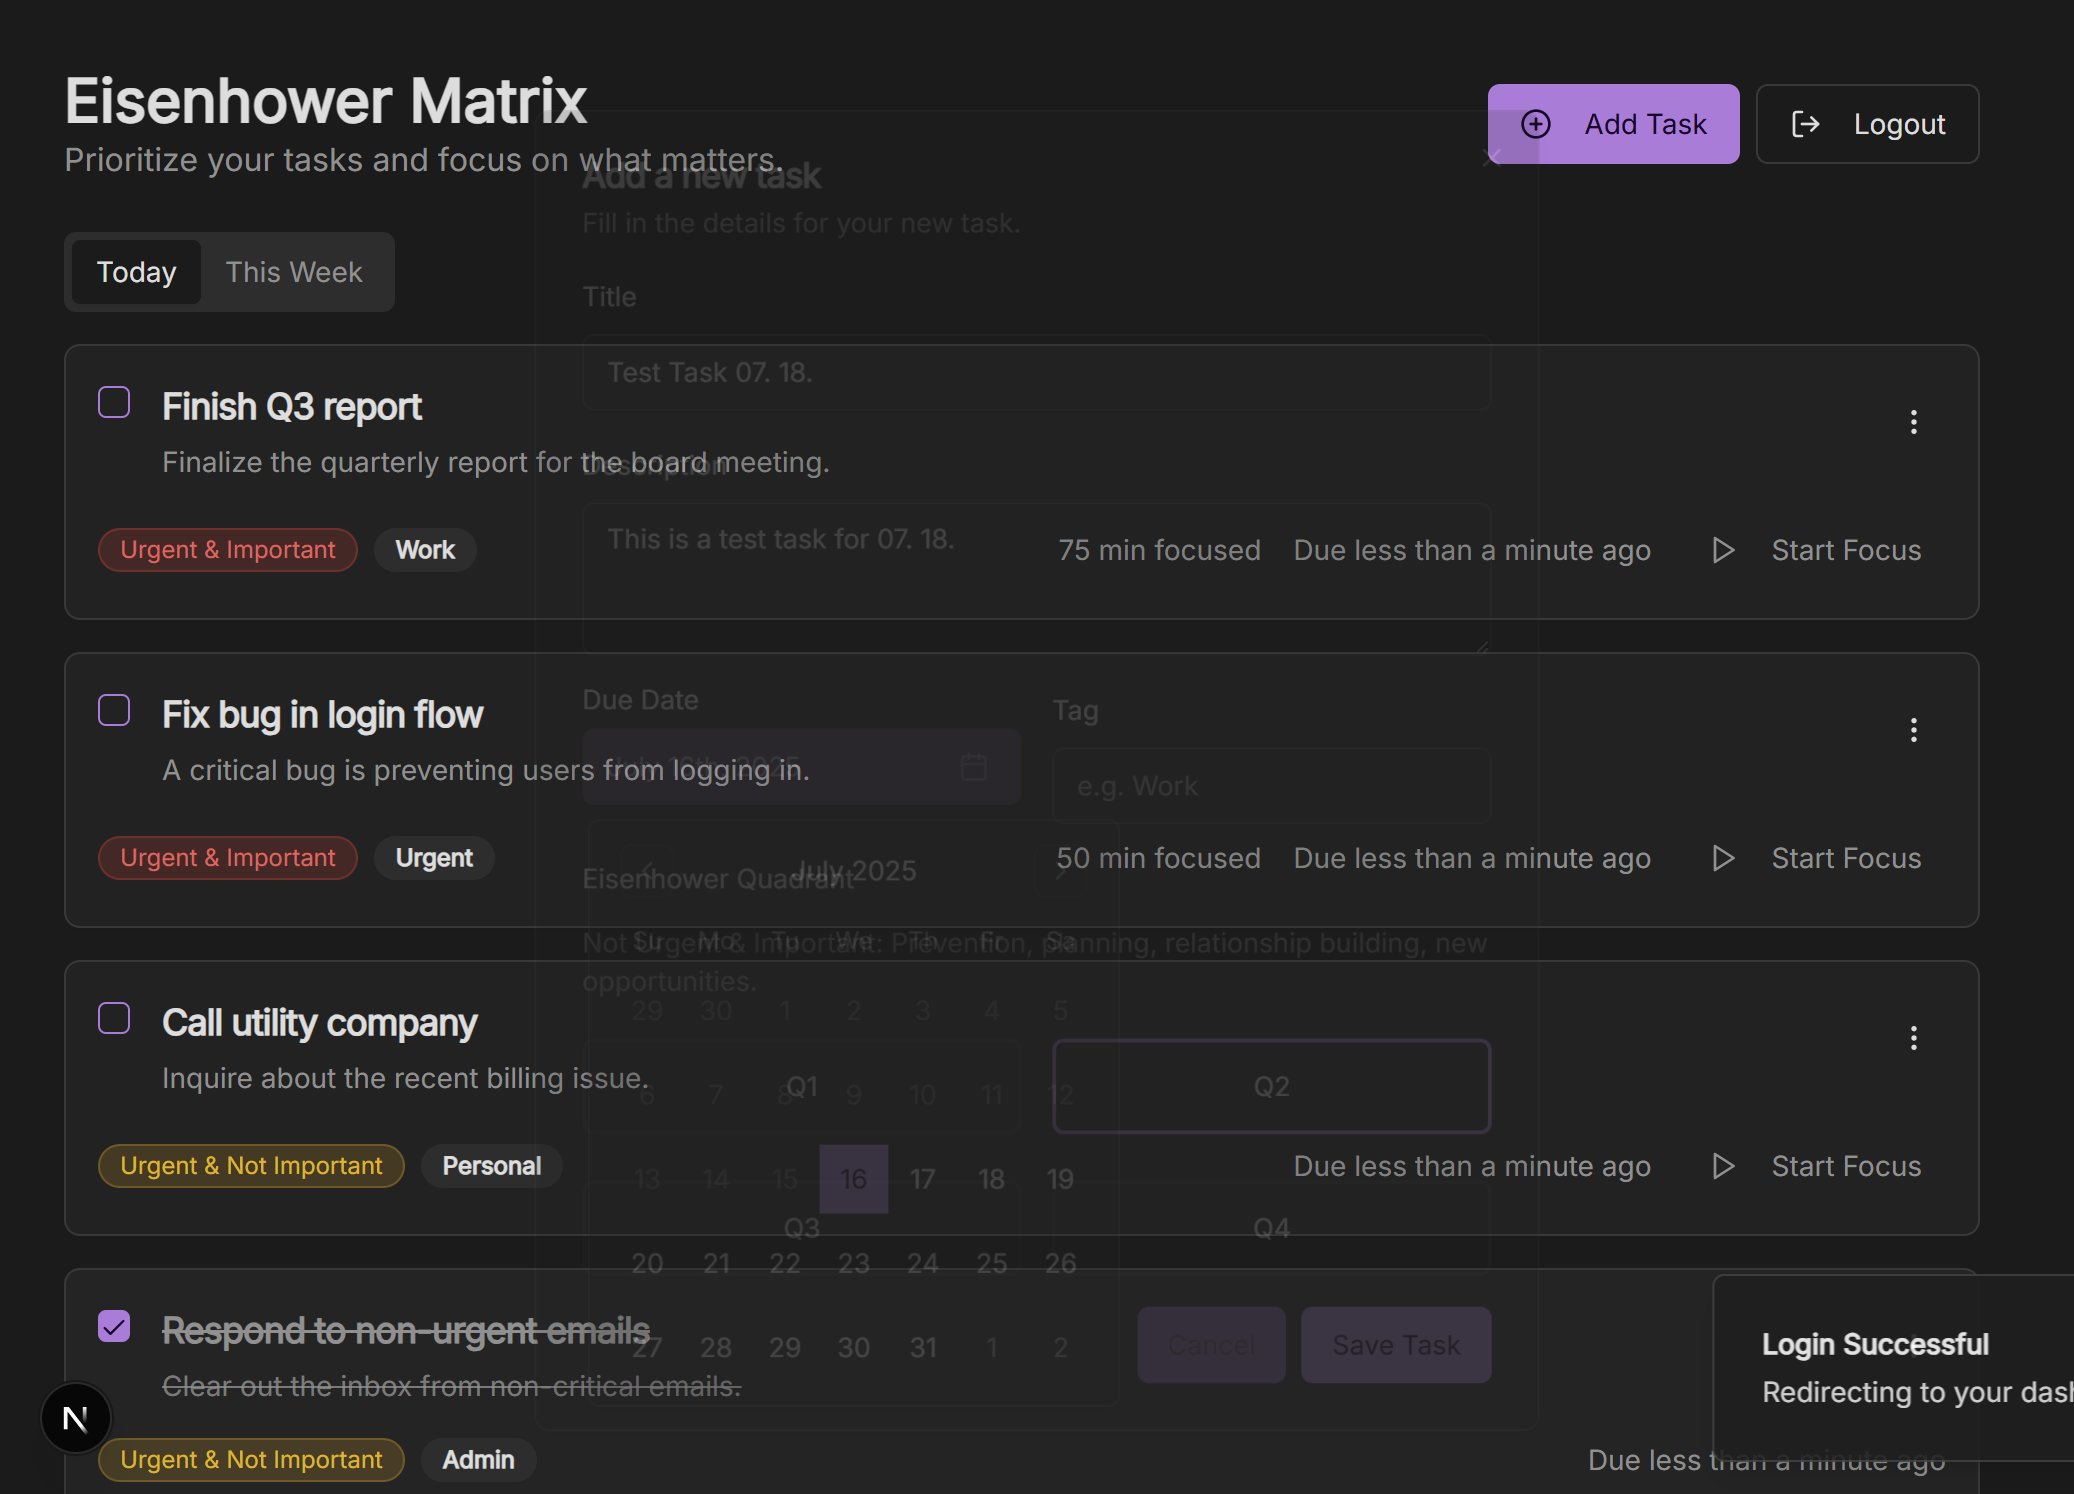 Eisenhower Matrix
Prioritize your tasks and focus on what matters.
Add Task
Logout
Today
This Week
Add a new task
Fill in the details for your new task.
Title
Test Task 07. 18.
Description
This is a test task for 07. 18.
Due Date
July 16th, 2025
Tag
e.g. Work
Eisenhower Quadrant
Not Urgent & Important: Prevention, planning, relationship building, new
opportunities.
Q1
Q2
Q3
Q4
Cancel
Save Task
July 2025
Su Mo Tu We Th Fr Sa
29 30 1 2 3 4 5
6 7 8 9 10 11 12
13 14 15 16 17 18 19
20 21 22 23 24 25 26
27 28 29 30 31 1 2
Finish Q3 report
Finalize the quarterly report for the board meeting.
Urgent & Important
Work
75 min focused
Due less than a minute ago
Start Focus
Fix bug in login flow
A critical bug is preventing users from logging in.
Urgent & Important
Urgent
50 min focused
Due less than a minute ago
Start Focus
Call utility company
Inquire about the recent billing issue.
Urgent & Not Important
Personal
Due less than a minute ago
Start Focus
Respond to non-urgent emails
Clear out the inbox from non-critical emails.
N
Urgent & Not Important
Admin
Due less than a minute ago
Login Successful
Redirecting to your dash